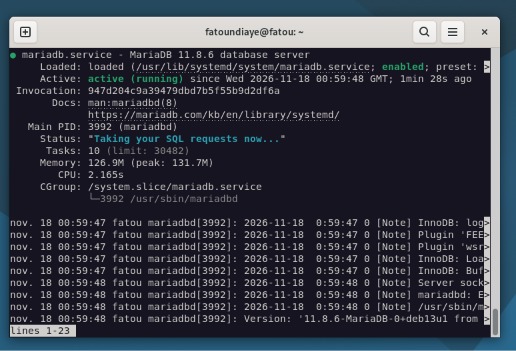 fatoundiaye@fatou: ~
● mariadb.service - MariaDB 11.8.6 database server
Loaded: loaded (/usr/lib/systemd/system/mariadb.service; enabled; preset: >
Active: active (running) since Wed 2026-11-18 00:59:48 GMT; 1min 28s ago
Invocation: 947d204c9a39479dbd7b5f55b9d2df6a
Docs: man:mariadbd(8)
https://mariadb.com/kb/en/library/systemd/
Main PID: 3992 (mariadbd)
Status: "Taking your SQL requests now..."
Tasks: 10 (limit: 30482)
Memory: 126.9M (peak: 131.7M)
CPU: 2.165s
CGroup: /system.slice/mariadb.service
└─3992 /usr/sbin/mariadbd
nov. 18 00:59:47 fatou mariadbd[3992]: 2026-11-18  0:59:47 0 [Note] InnoDB: log>
nov. 18 00:59:47 fatou mariadbd[3992]: 2026-11-18  0:59:47 0 [Note] Plugin 'FEE>
nov. 18 00:59:47 fatou mariadbd[3992]: 2026-11-18  0:59:47 0 [Note] Plugin 'wsr>
nov. 18 00:59:47 fatou mariadbd[3992]: 2026-11-18  0:59:47 0 [Note] InnoDB: Loa>
nov. 18 00:59:47 fatou mariadbd[3992]: 2026-11-18  0:59:47 0 [Note] InnoDB: Buf>
nov. 18 00:59:48 fatou mariadbd[3992]: 2026-11-18  0:59:48 0 [Note] Server sock>
nov. 18 00:59:48 fatou mariadbd[3992]: 2026-11-18  0:59:48 0 [Note] mariadbd: E>
nov. 18 00:59:48 fatou mariadbd[3992]: 2026-11-18  0:59:48 0 [Note] /usr/sbin/m>
nov. 18 00:59:48 fatou mariadbd[3992]: Version: '11.8.6-MariaDB-0+deb13u1 from >
lines 1-23